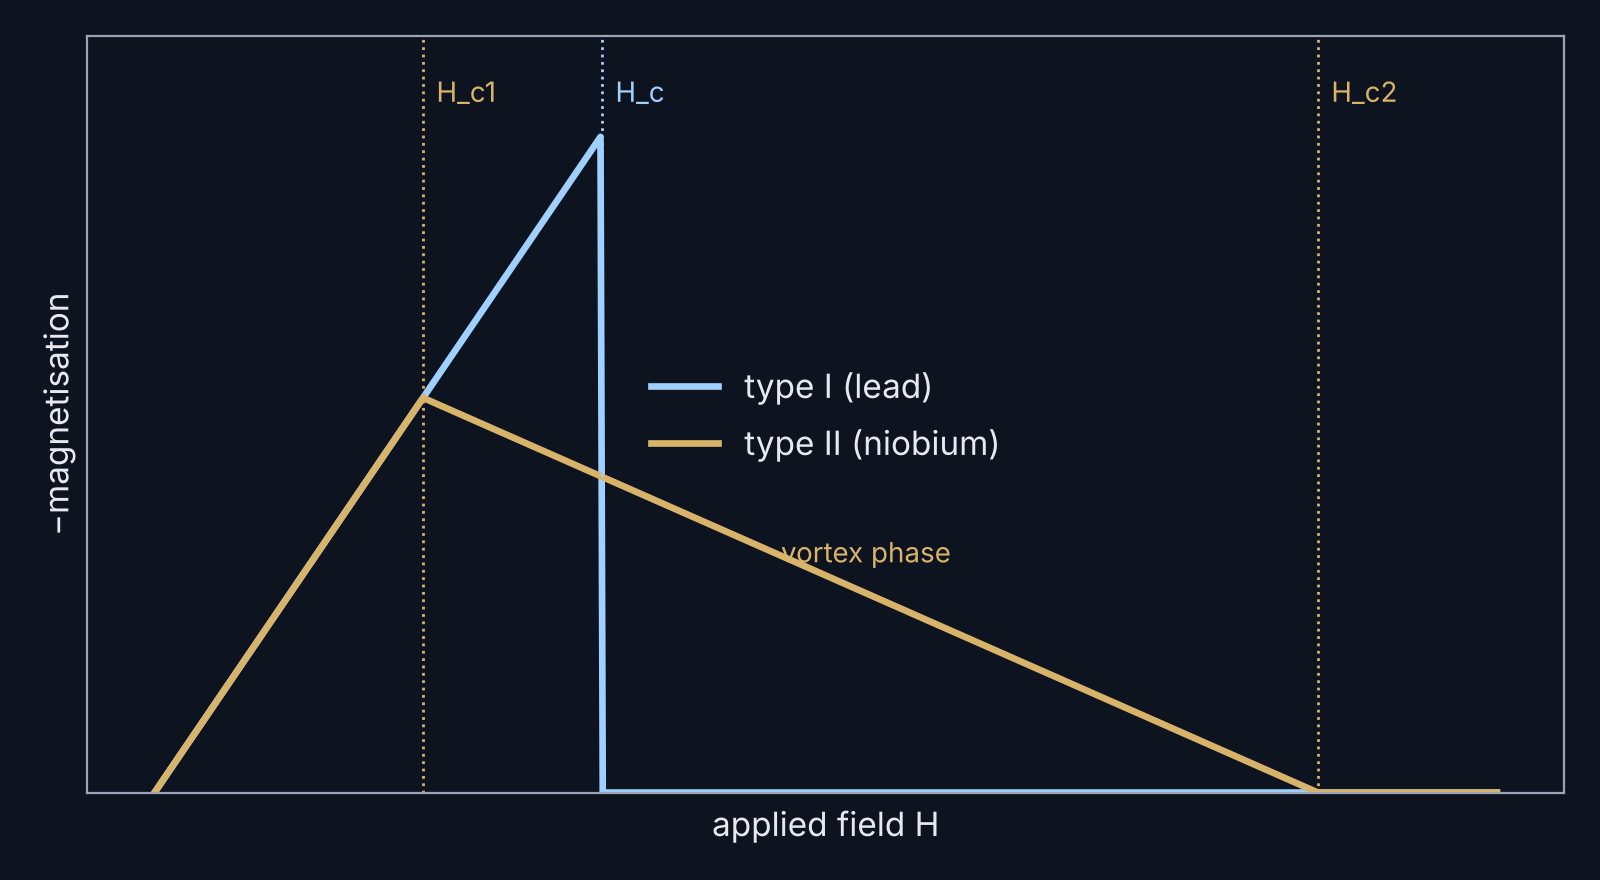 H_c1
H_c
H_c2
−magnetisation
type I (lead)
type II (niobium)
vortex phase
applied field H